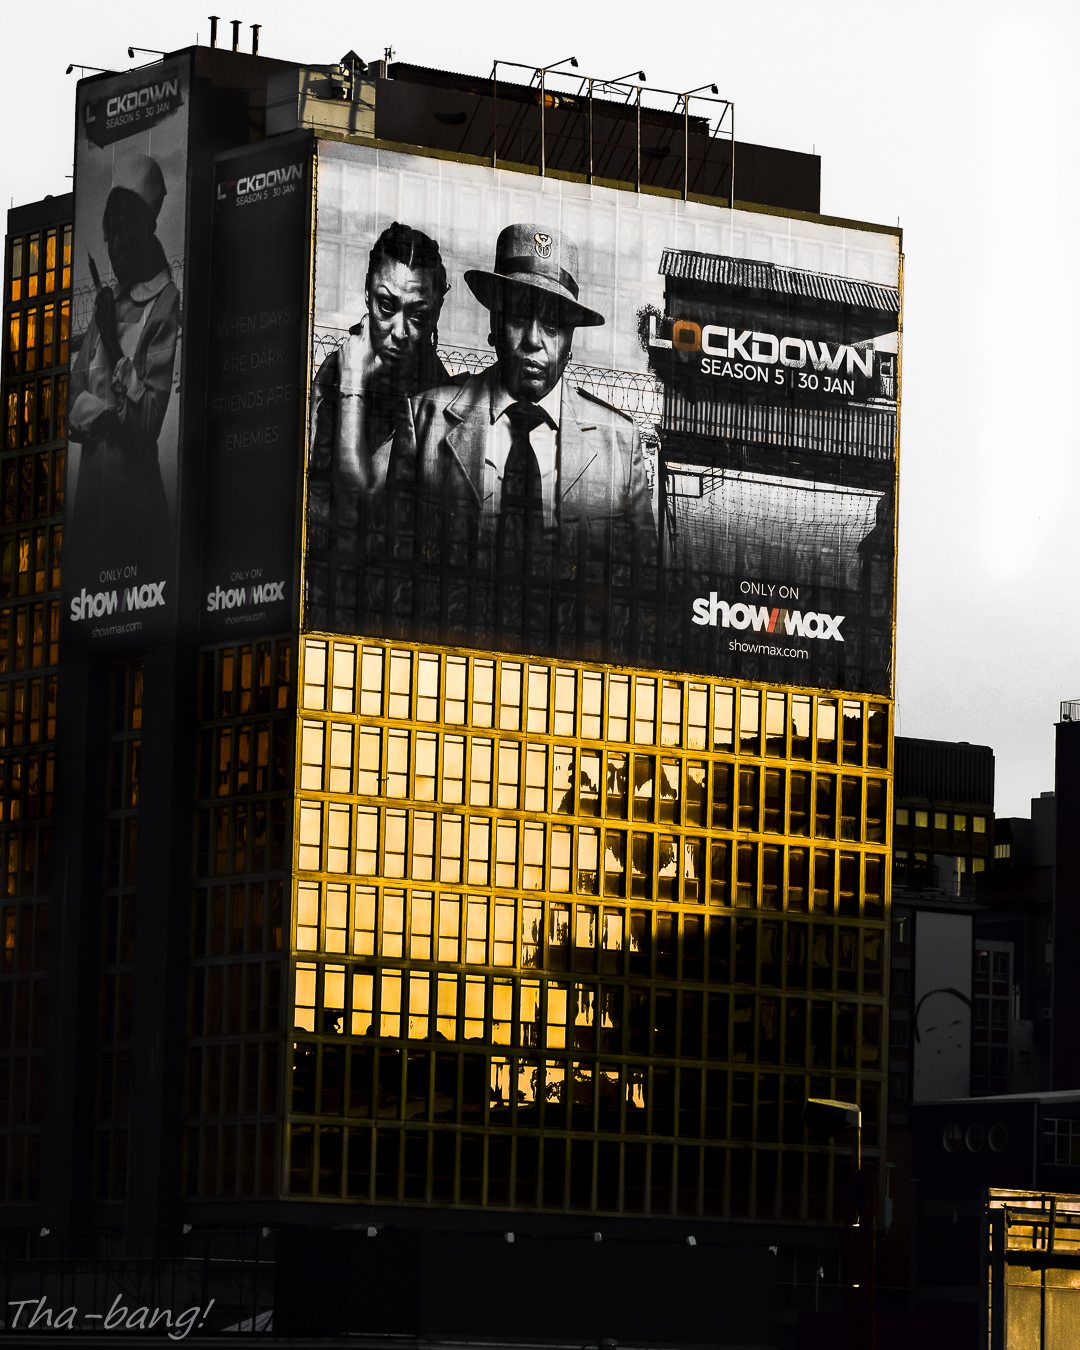 LOCKDOWN
SEASON 5 30 JAN
ONLY ON
showmax
showmax.com
LOCKDOWN
SEASON 5 30 JAN
WHEN DAYS
ARE DARK
FRIENDS ARE
ENEMIES
ONLY ON
showmax
showmax.com
LOCKDOWN
SEASON 5 | 30 JAN
ONLY ON
showmax
showmax.com
Tha-bang!